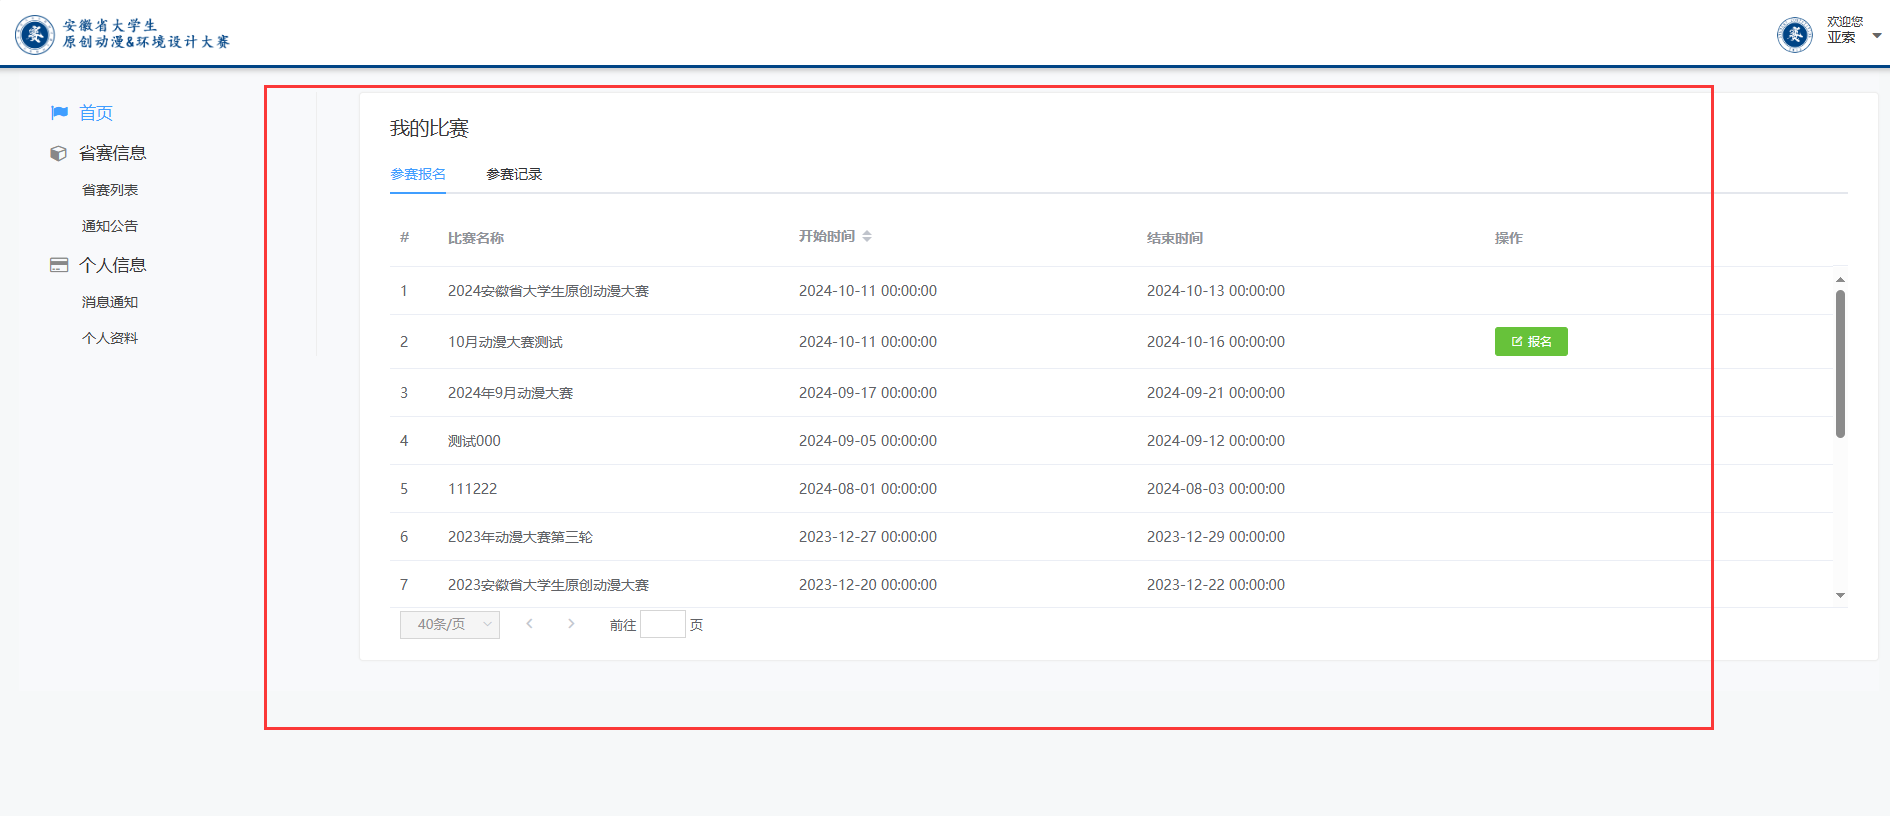 安徽省大学生
原创动漫&环境设计大赛
欢迎您
亚索
首页
省赛信息
省赛列表
通知公告
个人信息
消息通知
个人资料
我的比赛
参赛报名 参赛记录
# 比赛名称 开始时间 结束时间 操作
1 2024安徽省大学生原创动漫大赛 2024-10-11 00:00:00 2024-10-13 00:00:00
2 10月动漫大赛测试 2024-10-11 00:00:00 2024-10-16 00:00:00 报名
3 2024年9月动漫大赛 2024-09-17 00:00:00 2024-09-21 00:00:00
4 测试000 2024-09-05 00:00:00 2024-09-12 00:00:00
5 111222 2024-08-01 00:00:00 2024-08-03 00:00:00
6 2023年动漫大赛第三轮 2023-12-27 00:00:00 2023-12-29 00:00:00
7 2023安徽省大学生原创动漫大赛 2023-12-20 00:00:00 2023-12-22 00:00:00
40条/页 前往 页